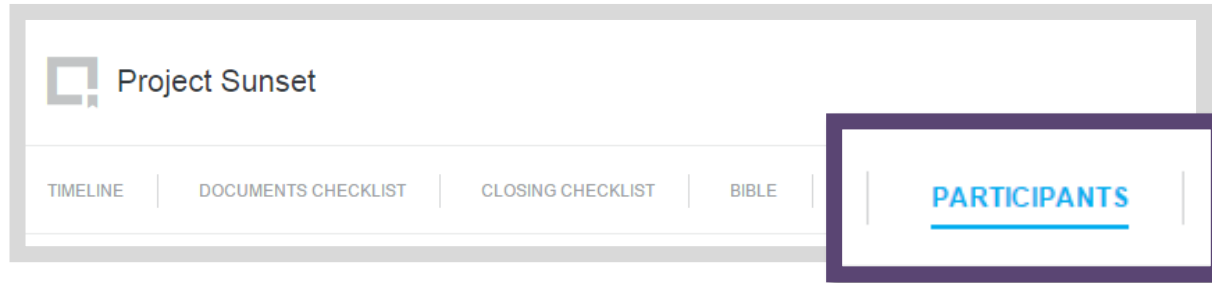 Project Sunset
TIMELINE DOCUMENTS CHECKLIST CLOSING CHECKLIST BIBLE PARTICIPANTS